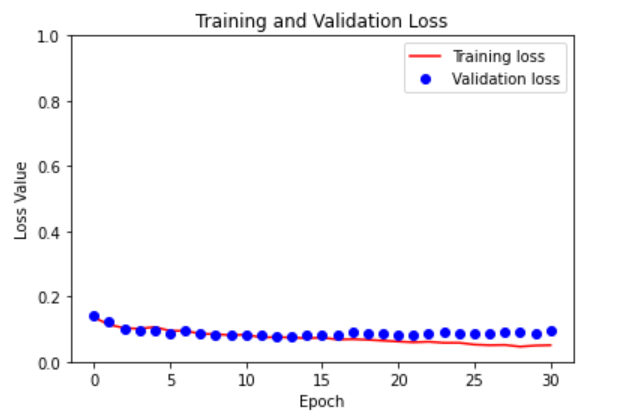 Training and Validation Loss
1.0
0.8
0.6
0.4
0.2
0.0
Loss Value
Training loss
Validation loss
0 5 10 15 20 25 30
Epoch